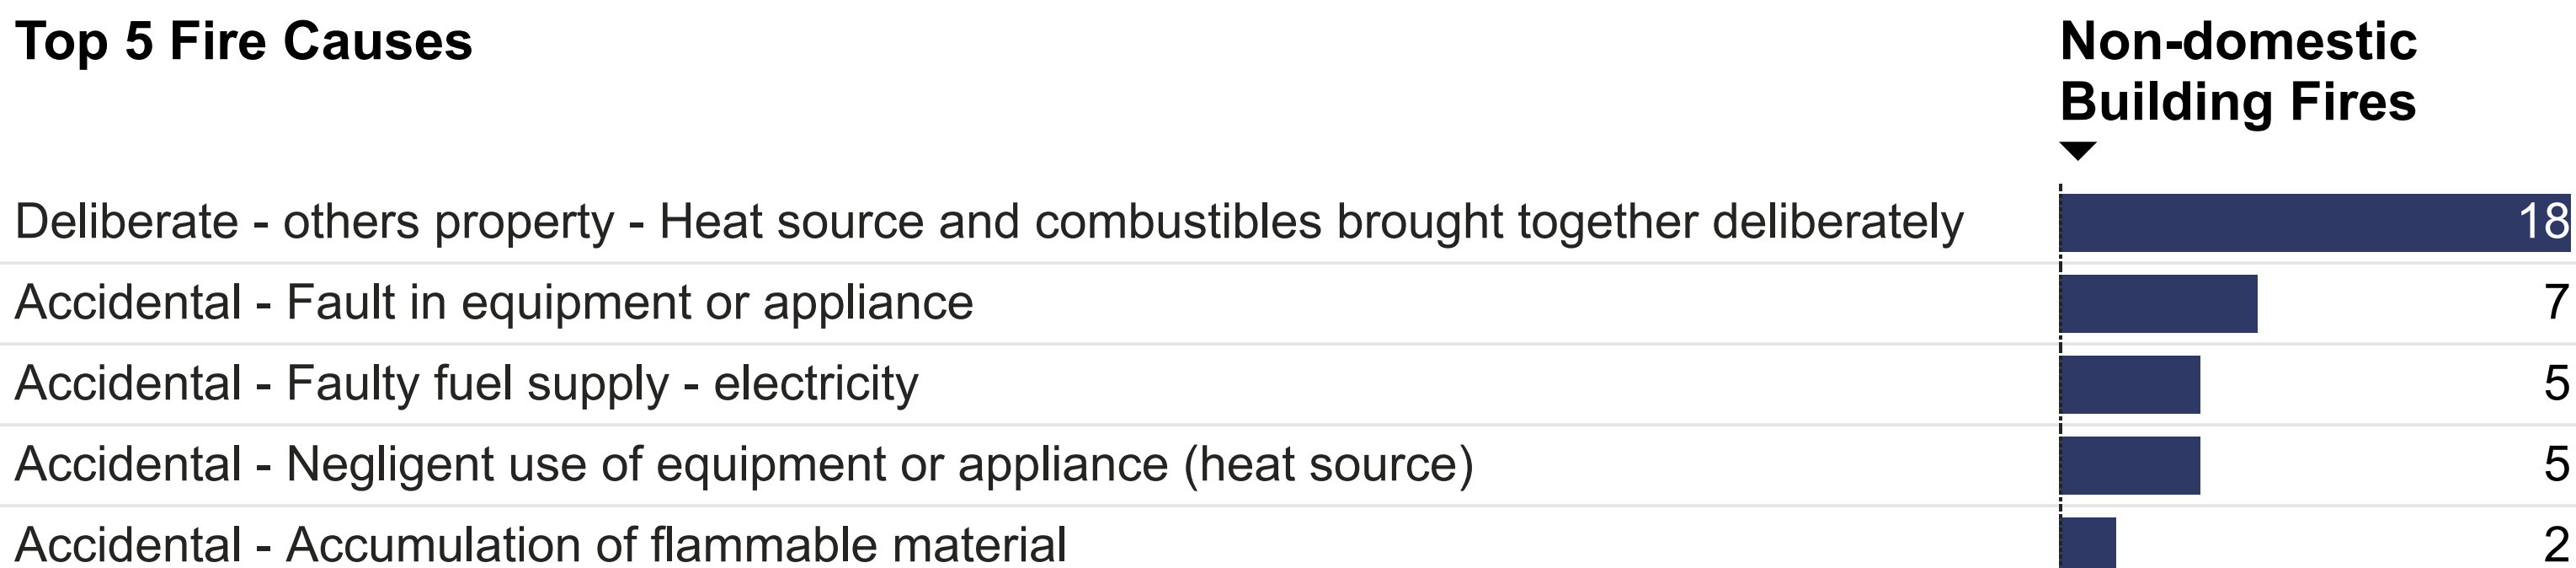 Top 5 Fire Causes
Non-domestic
Building Fires
Deliberate - others property - Heat source and combustibles brought together deliberately 18
Accidental - Fault in equipment or appliance 7
Accidental - Faulty fuel supply - electricity 5
Accidental - Negligent use of equipment or appliance (heat source) 5
Accidental - Accumulation of flammable material 2